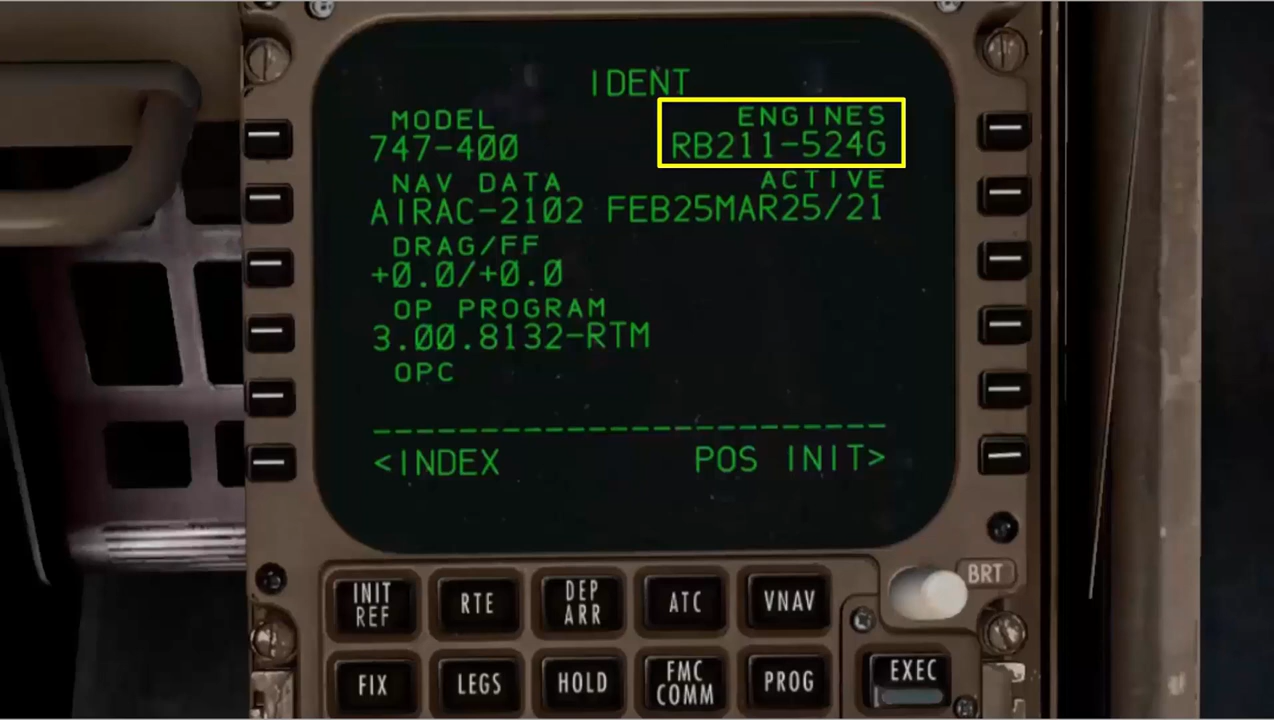 IDENT
MODEL ENGINES
747-400 RB211-524G
NAV DATA ACTIVE
AIRAC-2102 FEB25MAR25/21
DRAG/FF
+0.0/+0.0
OP PROGRAM
3.00.8132-RTM
OPC
------------------------
<INDEX POS INIT>
BRT
INIT REF RTE DEP ARR ATC VNAV
FIX LEGS HOLD FMC COMM PROG EXEC